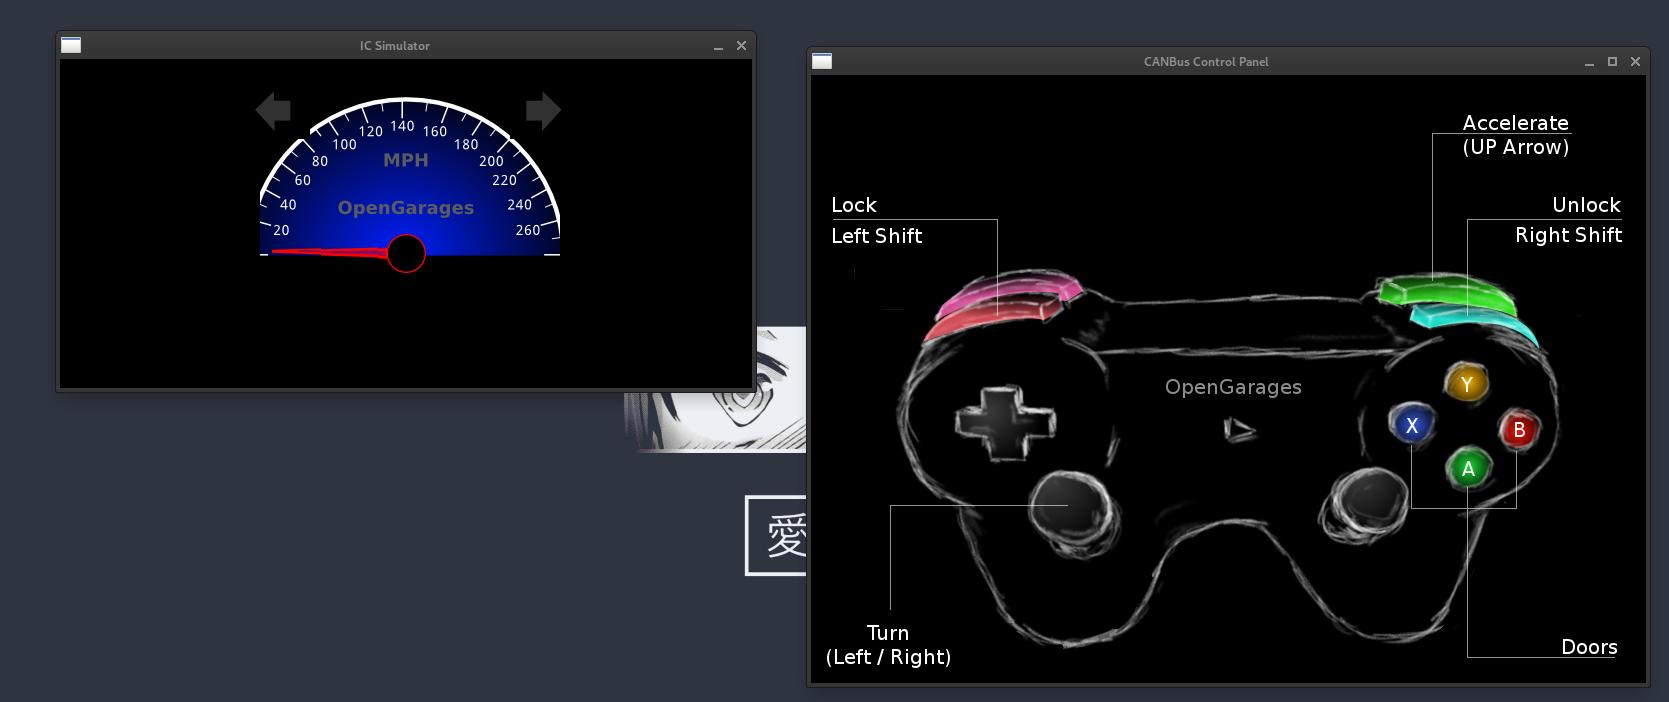 IC Simulator
20
40
60
80
100
120
140
160
180
200
220
240
260
MPH
OpenGarages
愛
CANBus Control Panel
Accelerate
(UP Arrow)
Lock
Left Shift
Unlock
Right Shift
OpenGarages
Y
X
B
A
Turn
(Left / Right)
Doors